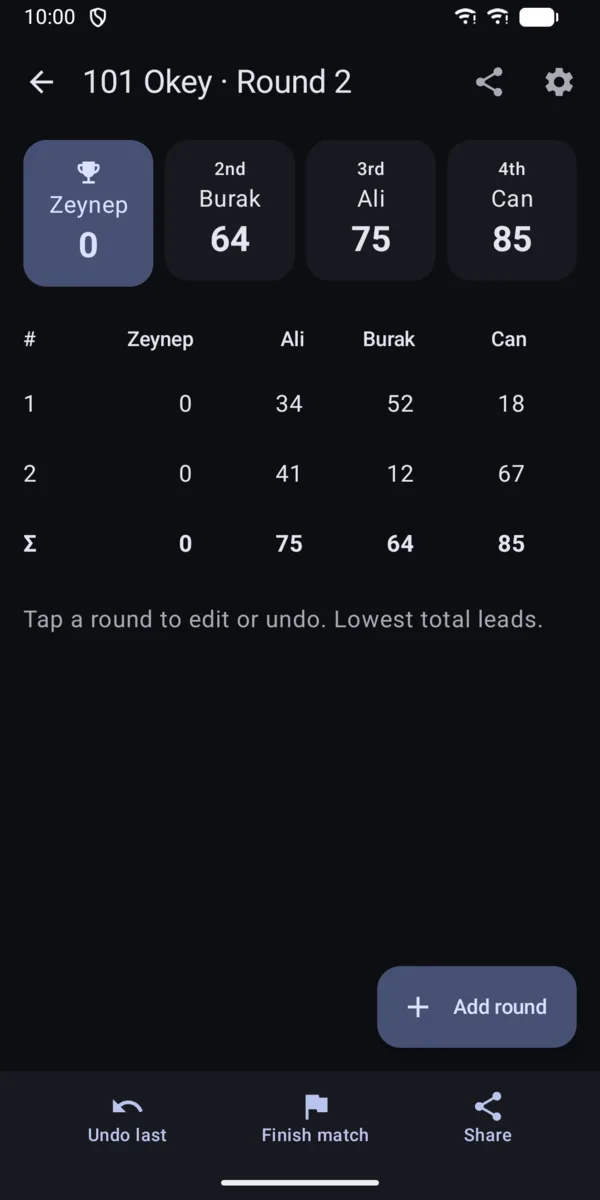 10:00
101 Okey · Round 2
Zeynep
0
2nd
Burak
64
3rd
Ali
75
4th
Can
85
# Zeynep Ali Burak Can
1 0 34 52 18
2 0 41 12 67
Σ 0 75 64 85
Tap a round to edit or undo. Lowest total leads.
+ Add round
Undo last Finish match Share